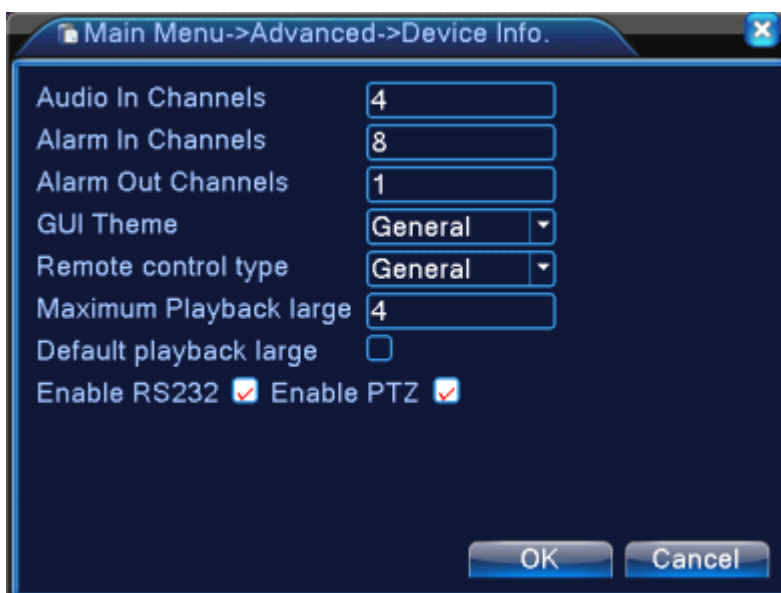 Main Menu->Advanced->Device Info.
Audio In Channels 4
Alarm In Channels 8
Alarm Out Channels 1
GUI Theme General
Remote control type General
Maximum Playback large 4
Default playback large
Enable RS232 Enable PTZ
OK Cancel